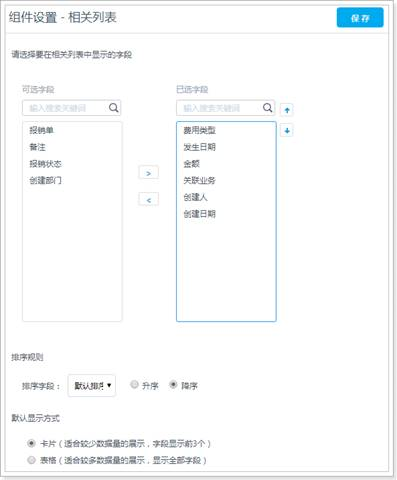 组件设置 - 相关列表
保存
请选择要在相关列表中显示的字段
可选字段
已选字段
输入搜索关键词
输入搜索关键词
报销单
备注
报销状态
创建部门
>
<
费用类型
发生日期
金额
关联业务
创建人
创建日期
排序规则
排序字段： 默认排序 升序 降序
默认显示方式
卡片（适合较少数据量的展示，字段显示前3个）
表格（适合较多数据量的展示，显示全部字段）